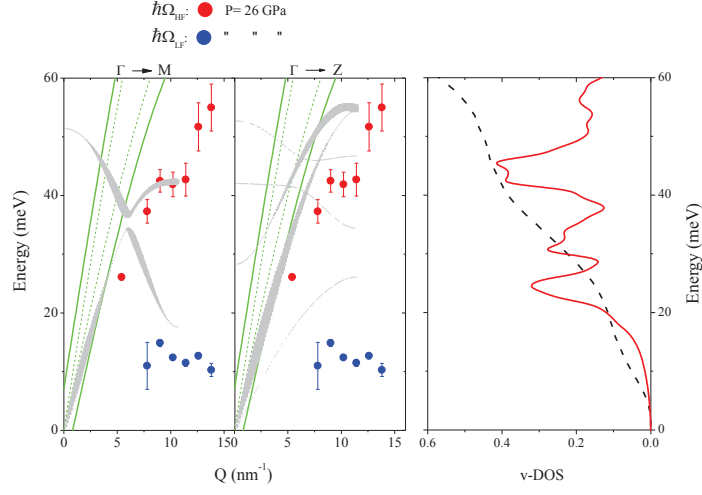 ℏΩHF: P= 26 GPa
ℏΩLF: " " "
Γ → M Γ → Z
60
40
20
0
Energy (meV)
0 5 10 15 0 5 10 15
Q (nm⁻¹)
60
40
20
0
Energy (meV)
0.6 0.4 0.2 0.0
v-DOS